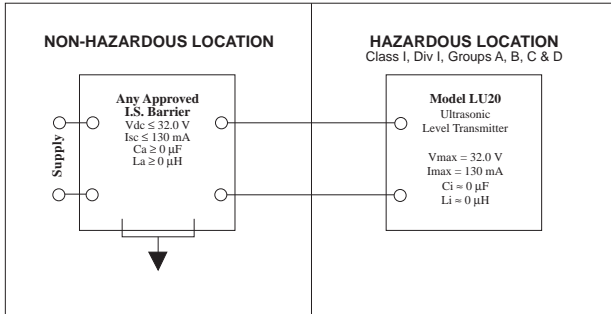 NON-HAZARDOUS LOCATION
Any Approved
I.S. Barrier
Vdc ≤ 32.0 V
Isc ≤ 130 mA
Ca ≥ 0 µF
La ≥ 0 µH
Supply
HAZARDOUS LOCATION
Class I, Div I, Groups A, B, C & D
Model LU20
Ultrasonic
Level Transmitter
Vmax = 32.0 V
Imax = 130 mA
Ci ≈ 0 µF
Li ≈ 0 µH